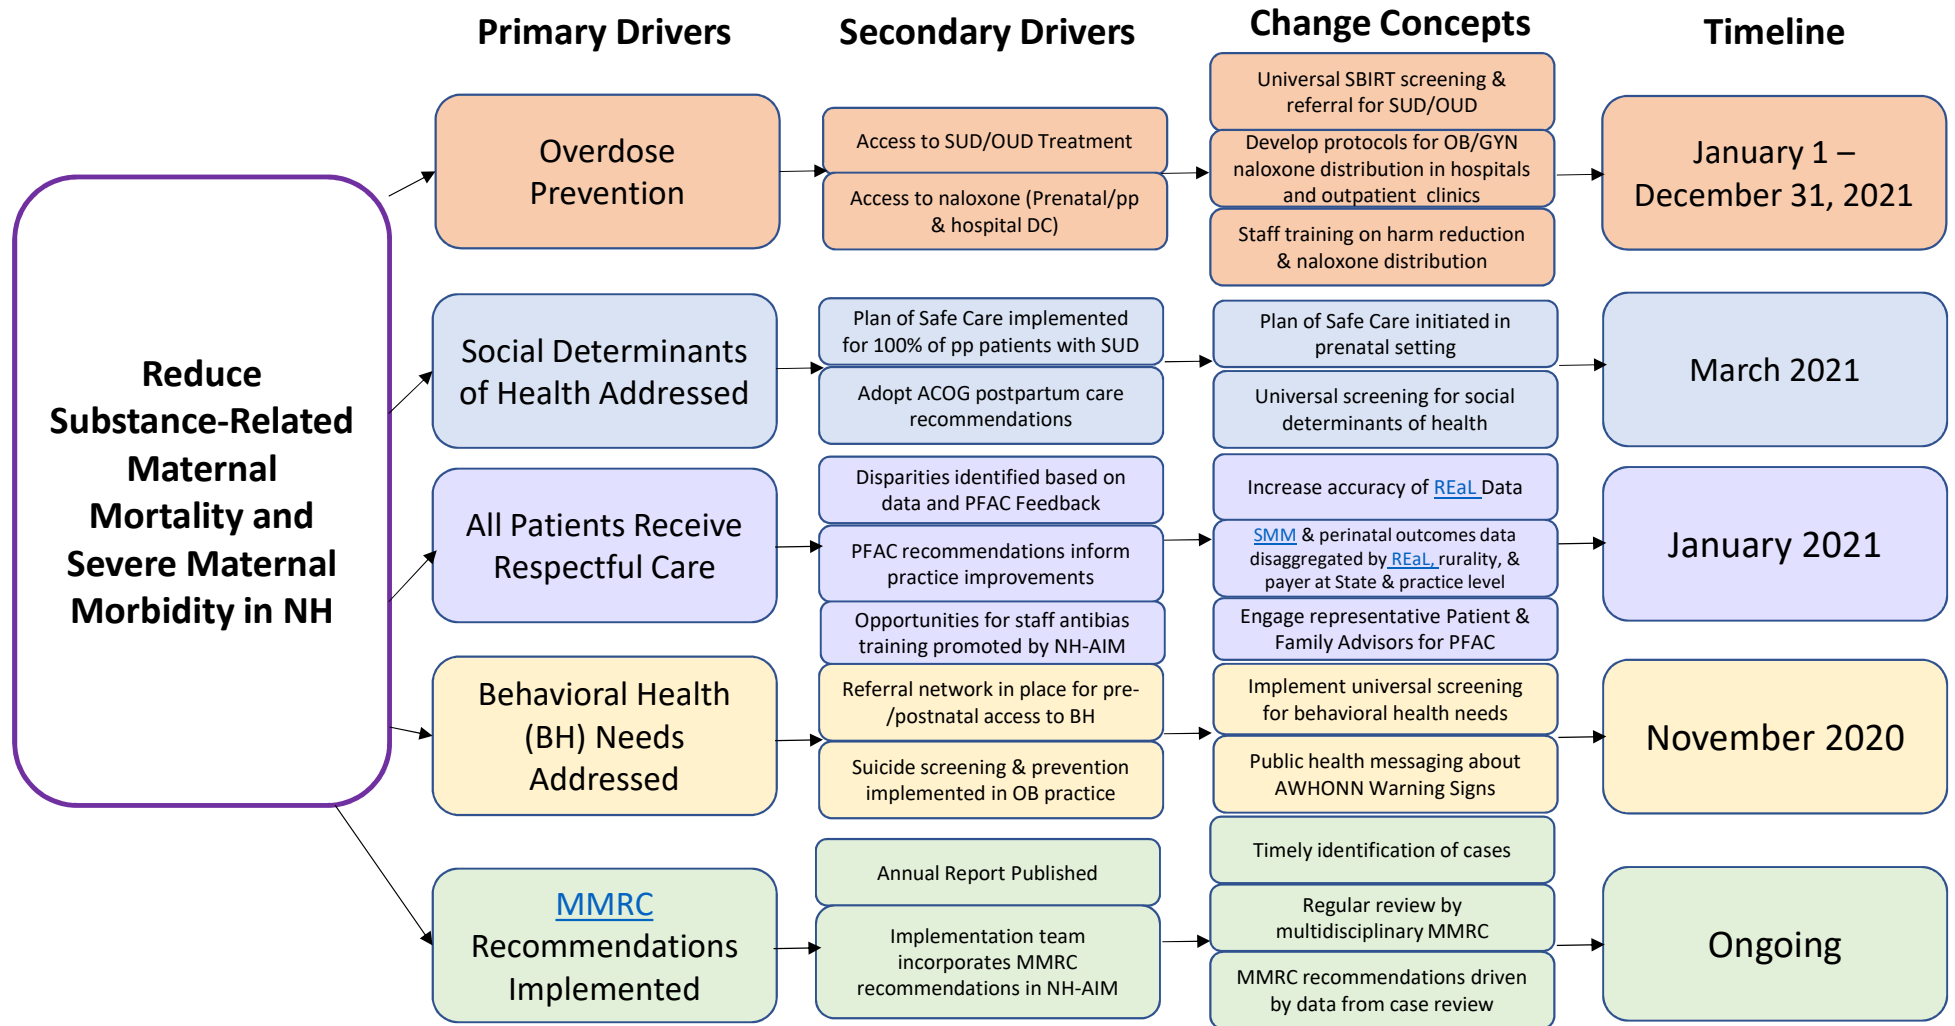 Primary Drivers
Secondary Drivers
Change Concepts
Timeline
Reduce
Substance-Related
Maternal
Mortality and
Severe Maternal
Morbidity in NH
Overdose
Prevention
Access to SUD/OUD Treatment
Access to naloxone (Prenatal/pp
& hospital DC)
Universal SBIRT screening &
referral for SUD/OUD
Develop protocols for OB/GYN
naloxone distribution in hospitals
and outpatient clinics
Staff training on harm reduction
& naloxone distribution
January 1 –
December 31, 2021
Social Determinants
of Health Addressed
Plan of Safe Care implemented
for 100% of pp patients with SUD
Adopt ACOG postpartum care
recommendations
Plan of Safe Care initiated in
prenatal setting
Universal screening for social
determinants of health
March 2021
All Patients Receive
Respectful Care
Disparities identified based on
data and PFAC Feedback
PFAC recommendations inform
practice improvements
Opportunities for staff antibias
training promoted by NH-AIM
Increase accuracy of REaL Data
SMM & perinatal outcomes data
disaggregated by REaL, rurality, &
payer at State & practice level
Engage representative Patient &
Family Advisors for PFAC
January 2021
Behavioral Health
(BH) Needs
Addressed
Referral network in place for pre-
/postnatal access to BH
Suicide screening & prevention
implemented in OB practice
Implement universal screening
for behavioral health needs
Public health messaging about
AWHONN Warning Signs
November 2020
MMRC
Recommendations
Implemented
Annual Report Published
Implementation team
incorporates MMRC
recommendations in NH-AIM
Timely identification of cases
Regular review by
multidisciplinary MMRC
MMRC recommendations driven
by data from case review
Ongoing